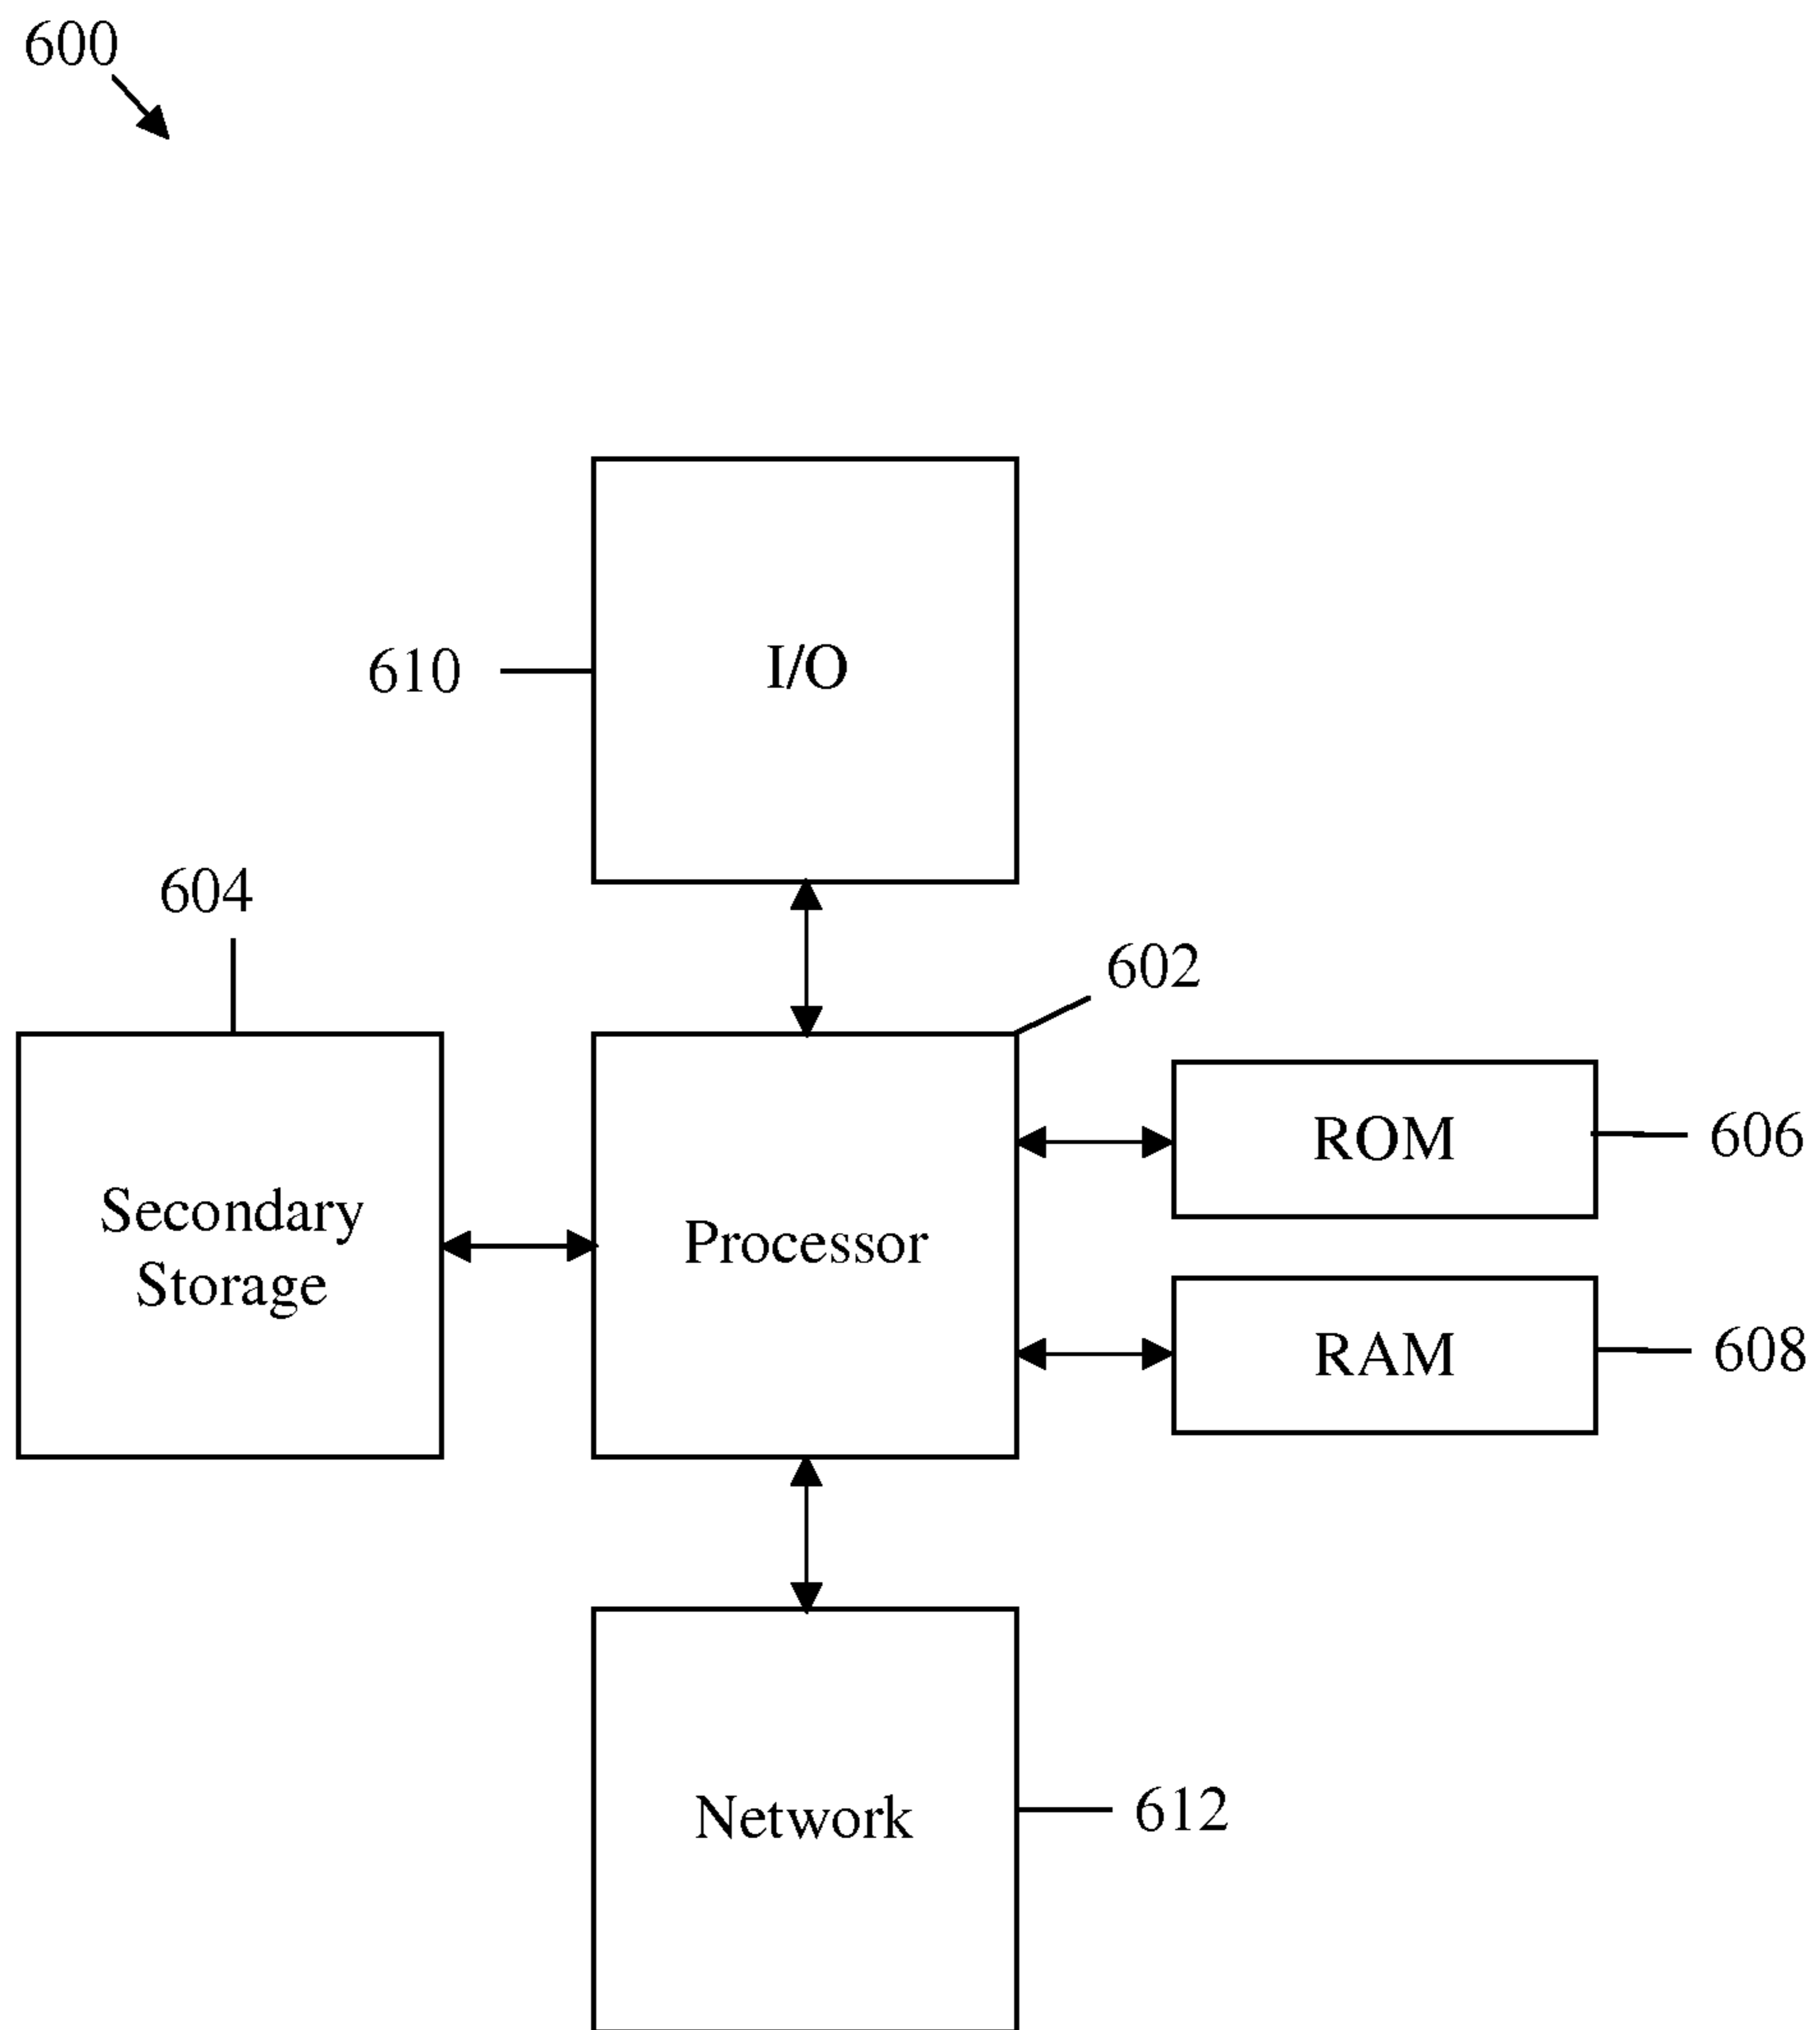 600
I/O
610
604
602
Secondary
Storage
Processor
ROM
606
RAM
608
Network
612